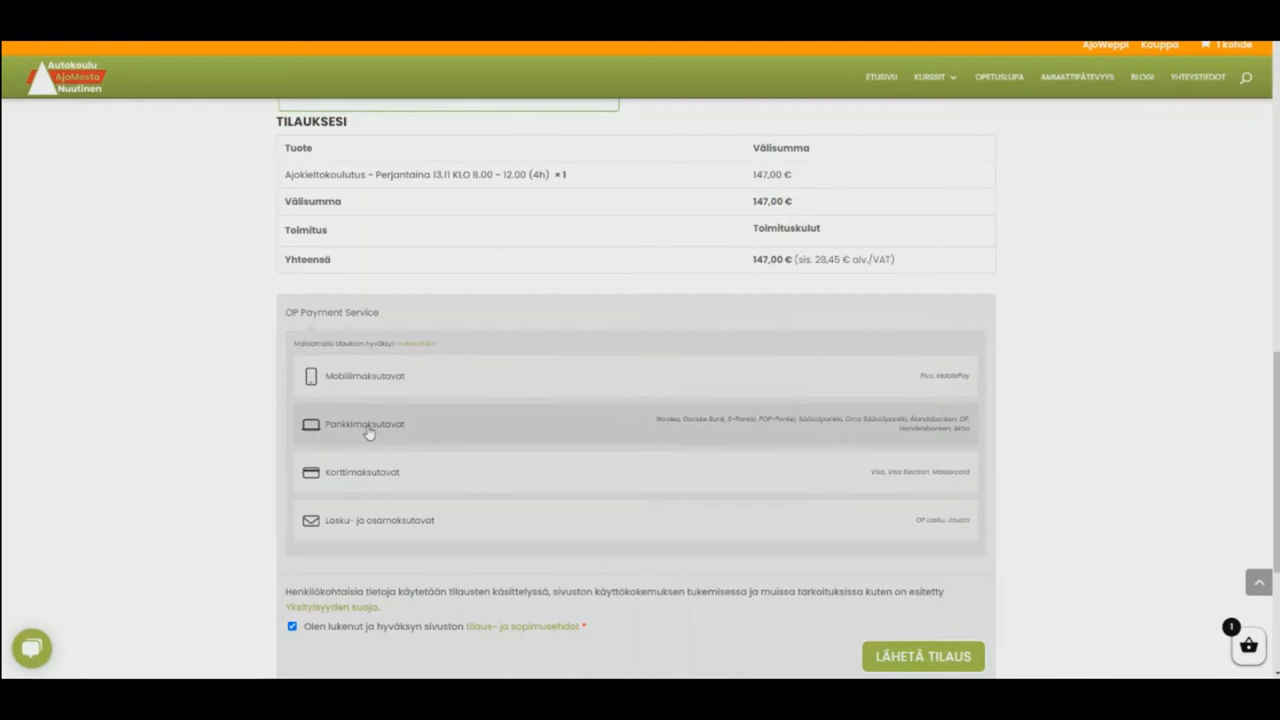 AjoWeppi Kauppa 1 kohde
Autokoulu
AjoMasta
Nuutinen
ETUSIVU KURSSIT OPETUSLUPA AMMATTIPÄTEVYYS BLOGI YHTEYSTIEDOT
TILAUKSESI
Tuote Välisumma
Ajokieltokoulutus - Perjantaina 13.11 KLO 8.00 - 12.00 (4h) × 1 147,00 €
Välisumma 147,00 €
Toimitus Toimituskulut
Yhteensä 147,00 € (sis. 28,45 € alv./VAT)
OP Payment Service
Maksamalla tilauksen hyväksyt
Mobiilimaksutavat Pivo, MobilePay
Pankkimaksutavat Nordea, Danske Bank, S-Pankki, POP-Pankki, Säästöpankki, Oma Säästöpankki, Ålandsbanken, OP,
Handelsbanken, Aktia
Korttimaksutavat Visa, Visa Electron, Mastercard
Lasku- ja osamaksutavat OP Lasku, Jousto
Henkilökohtaisia tietoja käytetään tilausten käsittelyssä, sivuston käyttökokemuksen tukemisessa ja muissa tarkoituksissa kuten on esitetty
Yksityisyyden suoja.
Olen lukenut ja hyväksyn sivuston tilaus- ja sopimusehdot *
LÄHETÄ TILAUS
1